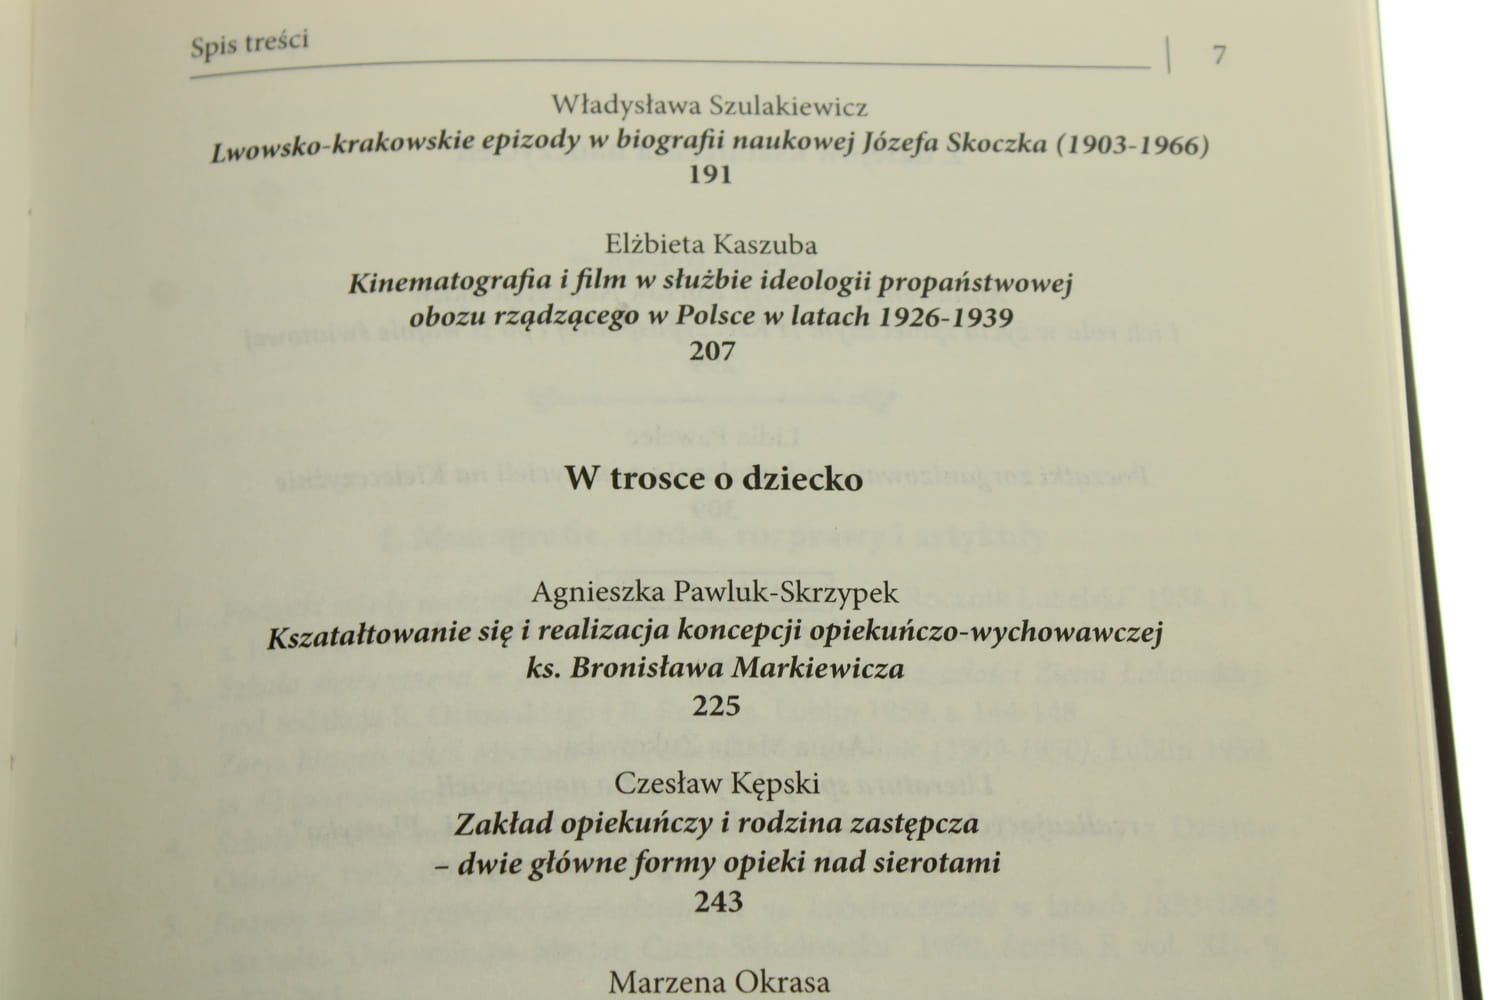 Spis treści | 7
Władysława Szulakiewicz
Lwowsko-krakowskie epizody w biografii naukowej Józefa Skoczka (1903-1966)
191
Elżbieta Kaszuba
Kinematografia i film w służbie ideologii propaństwowej
obozu rządzącego w Polsce w latach 1926-1939
207
W trosce o dziecko
Agnieszka Pawluk-Skrzypek
Kszatałtowanie się i realizacja koncepcji opiekuńczo-wychowawczej
ks. Bronisława Markiewicza
225
Czesław Kępski
Zakład opiekuńczy i rodzina zastępcza
– dwie główne formy opieki nad sierotami
243
Marzena Okrasa